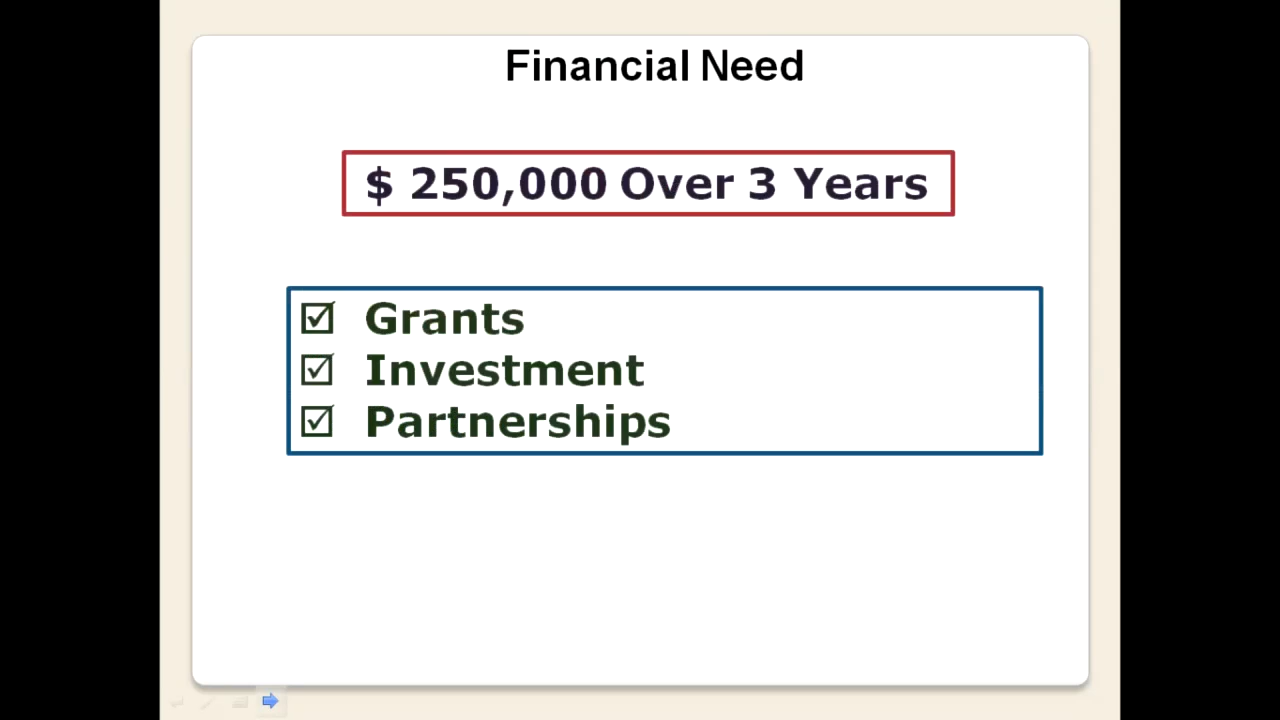 Financial Need
$ 250,000 Over 3 Years
Grants
Investment
Partnerships